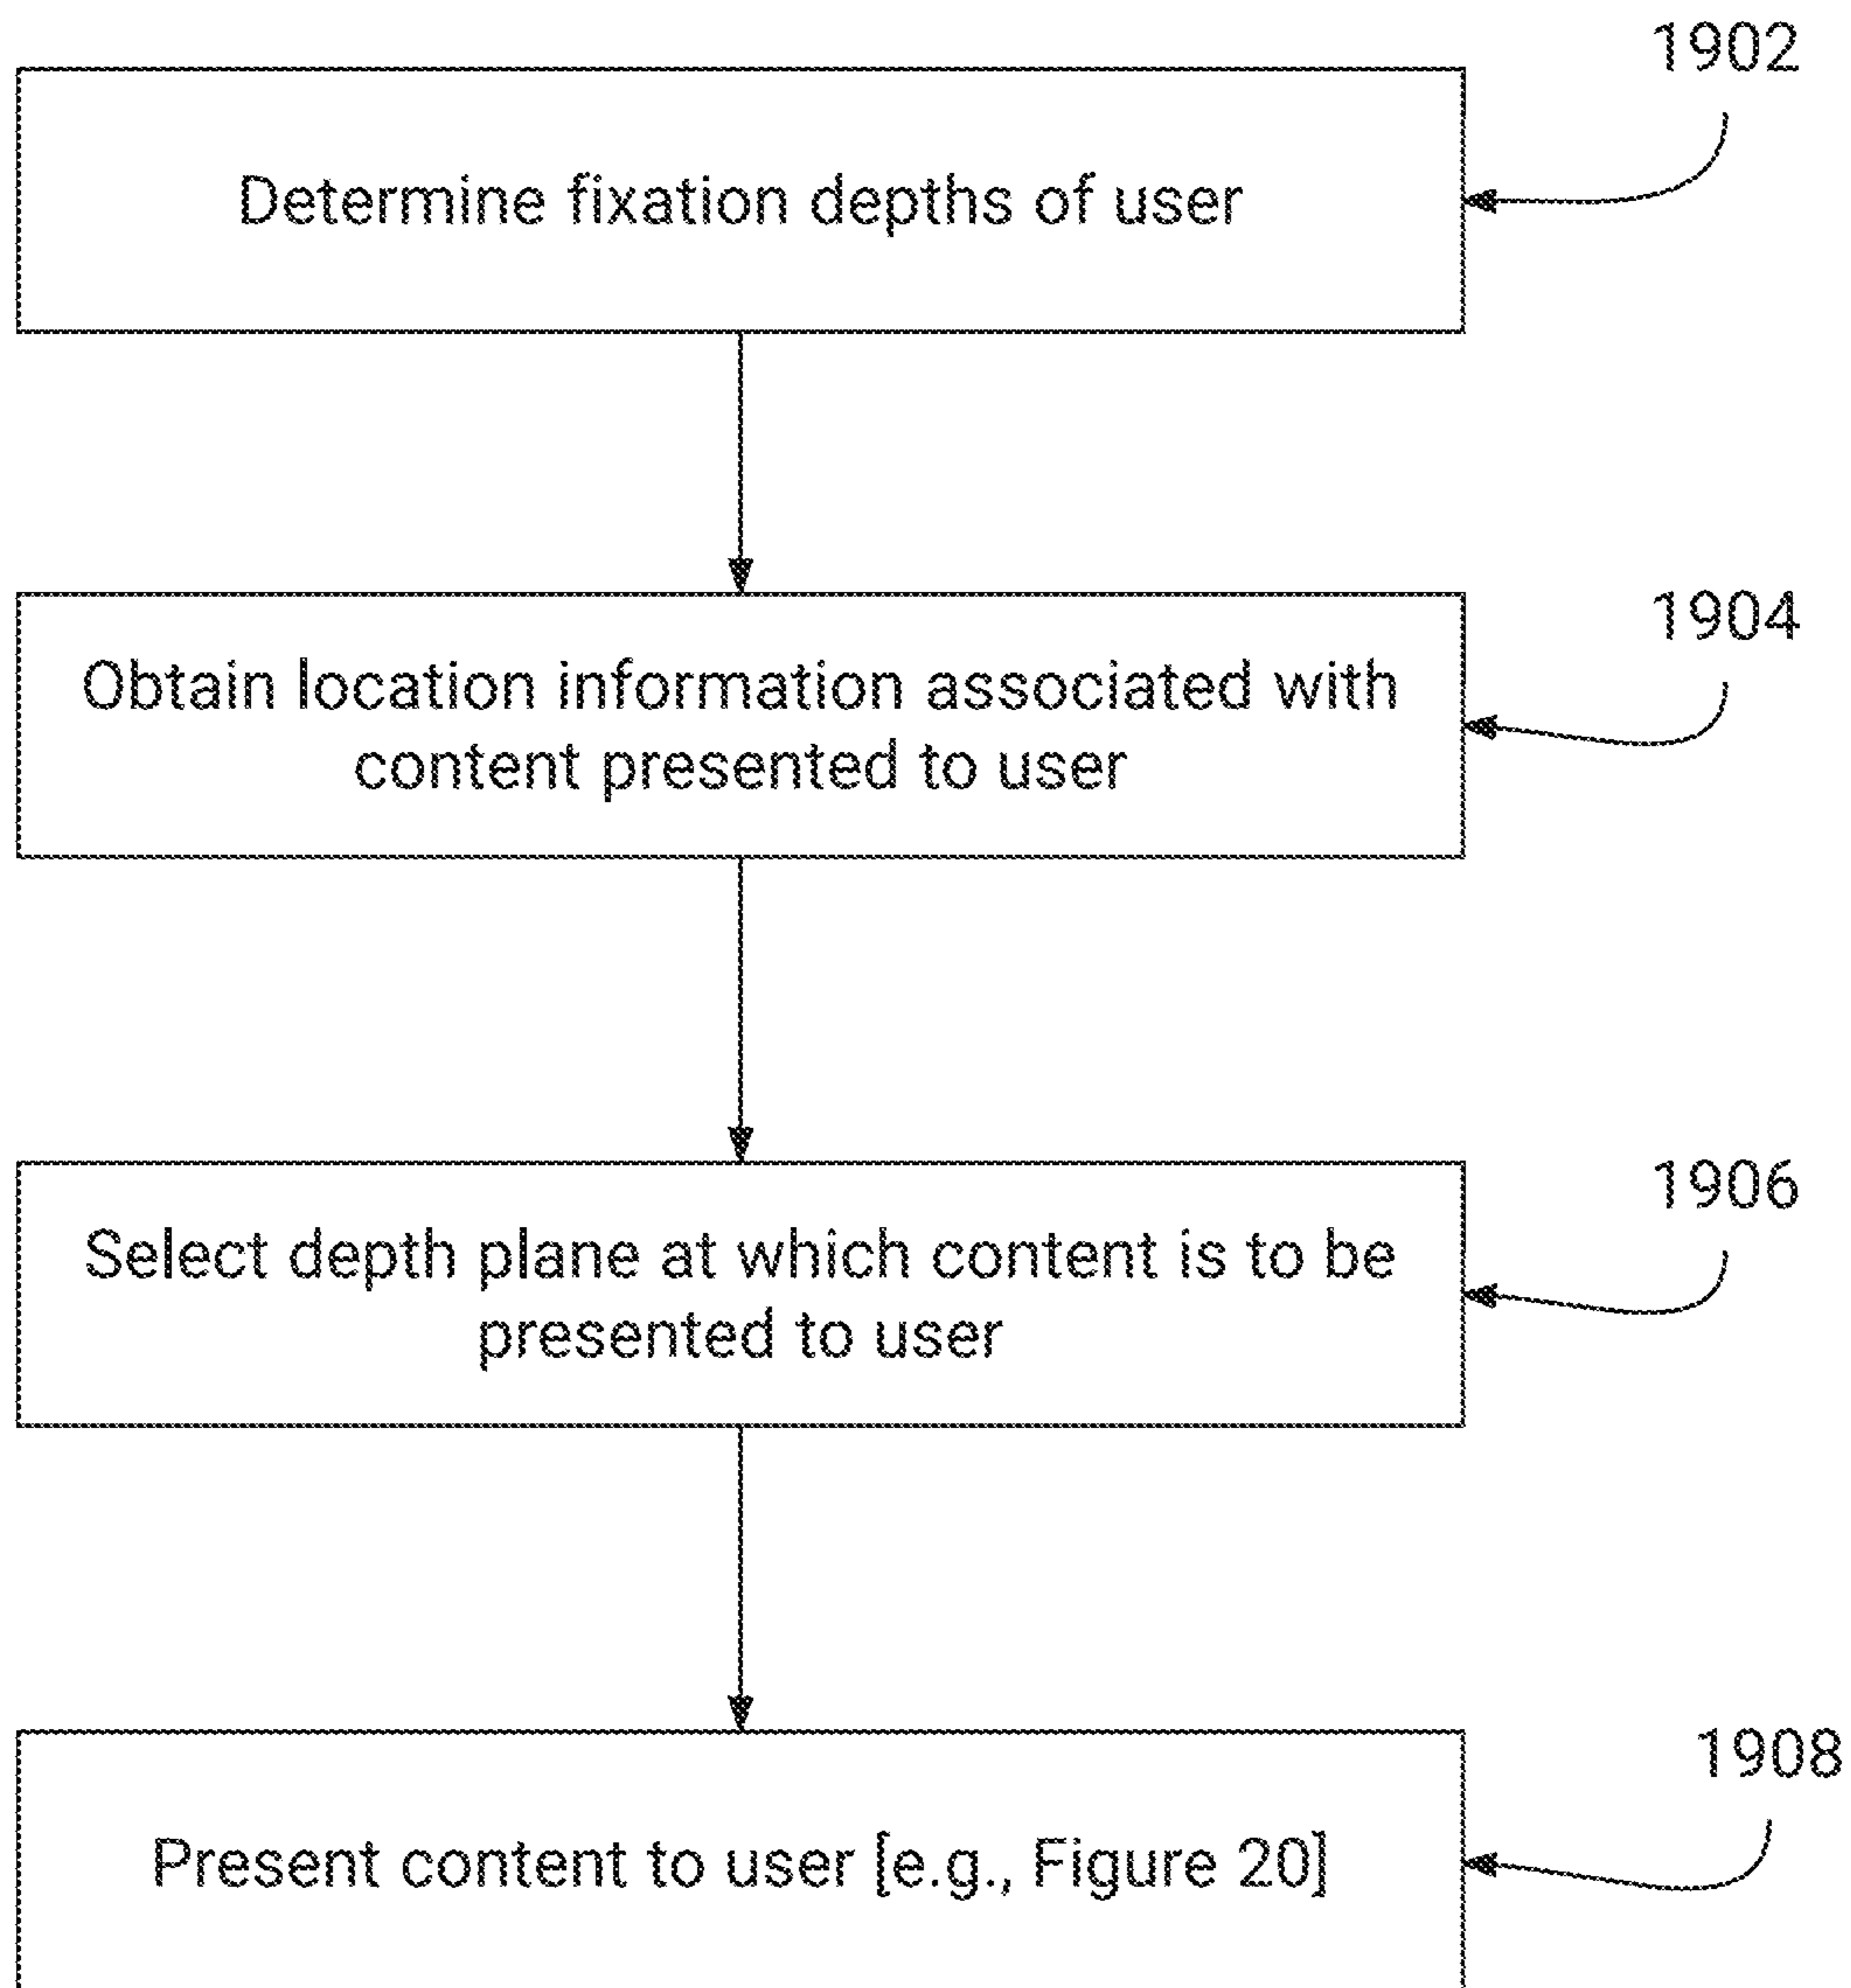 1902
Determine fixation depths of user
1904
Obtain location information associated with
content presented to user
1906
Select depth plane at which content is to be
presented to user
1908
Present content to user [e.g., Figure 20]